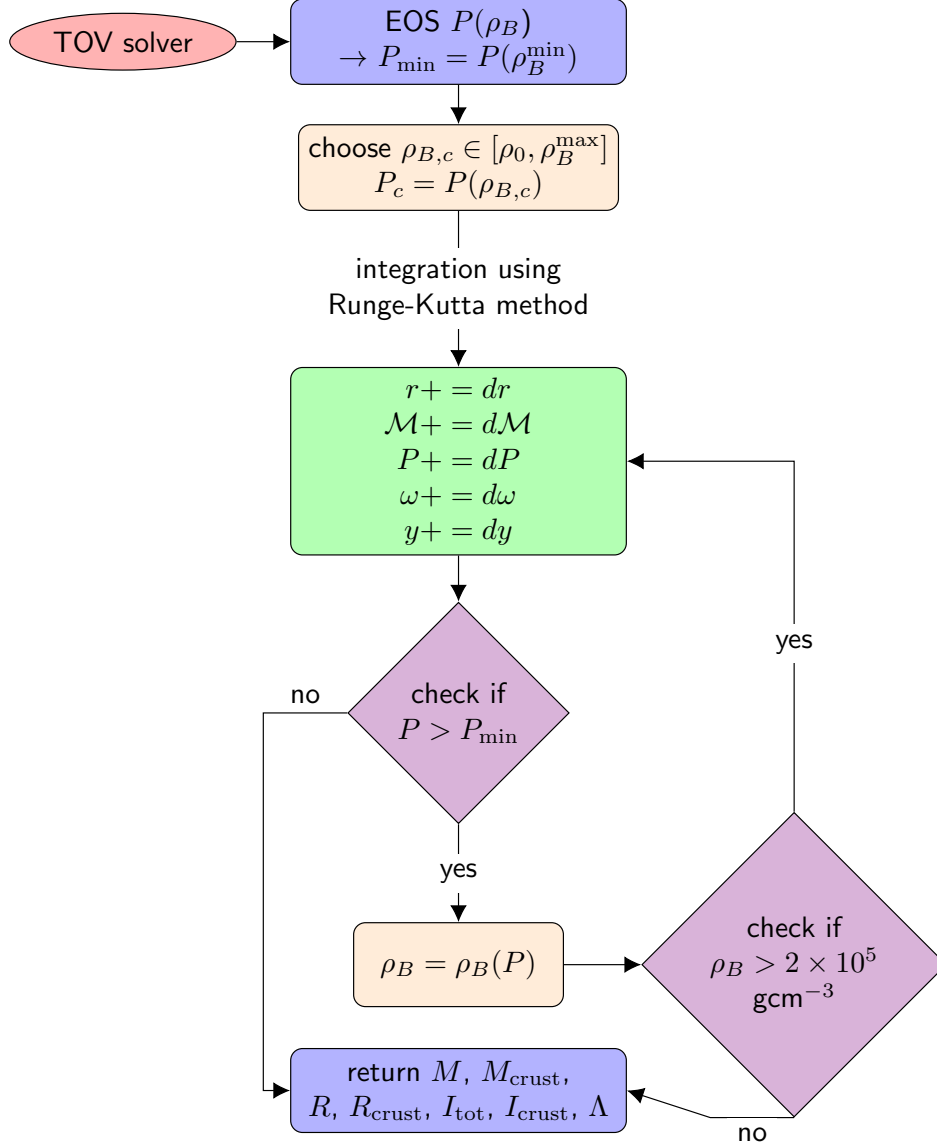 TOV solver
EOS P(ρ_B)
→ P_min = P(ρ_B^min)
choose ρ_{B,c} ∈ [ρ_0, ρ_B^max]
P_c = P(ρ_{B,c})
integration using
Runge-Kutta method
r+ = dr
ℳ+ = dℳ
P+ = dP
ω+ = dω
y+ = dy
yes
no
check if
P > P_min
yes
check if
ρ_B > 2 × 10^5
gcm^−3
ρ_B = ρ_B(P)
return M, M_crust,
R, R_crust, I_tot, I_crust, Λ
no